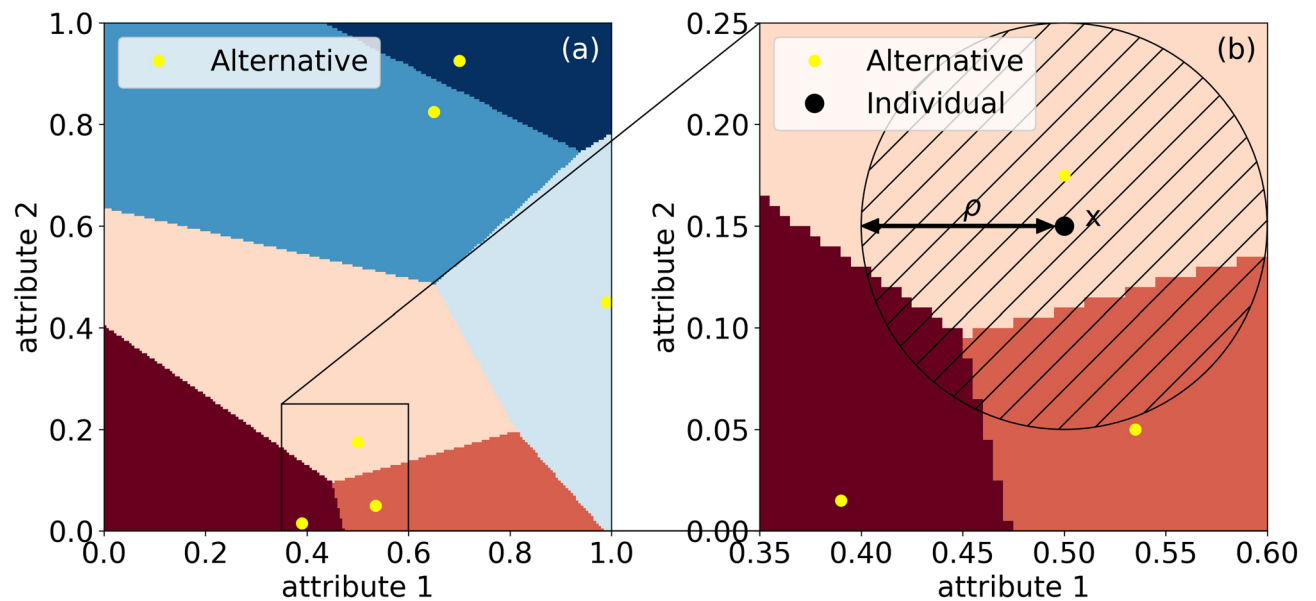 (a)
Alternative
1.0
0.8
0.6
0.4
0.2
0.0
attribute 2
0.0 0.2 0.4 0.6 0.8 1.0
attribute 1
(b)
Alternative
Individual
ρ
x
0.25
0.20
0.15
0.10
0.05
0.00
attribute 2
0.35 0.40 0.45 0.50 0.55 0.60
attribute 1